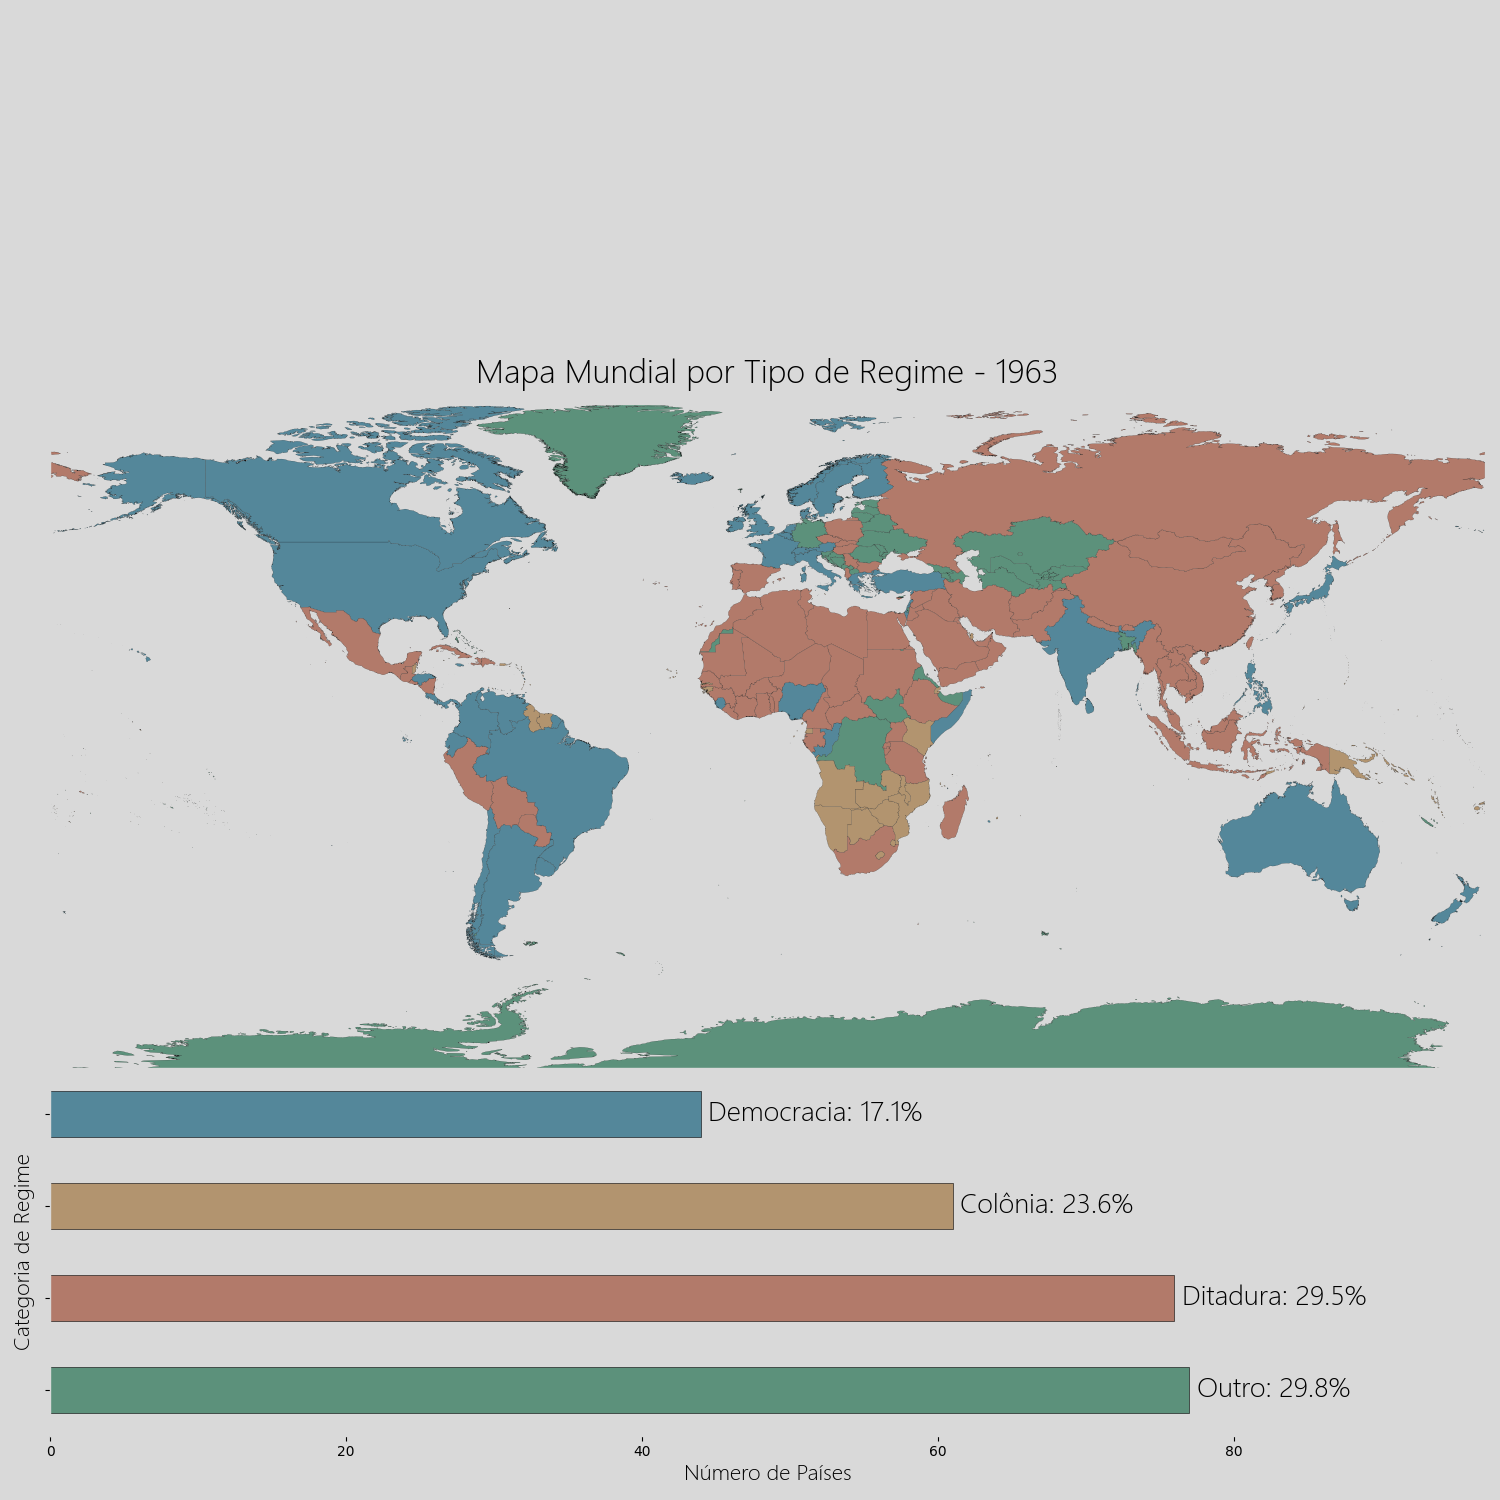 Mapa Mundial por Tipo de Regime - 1963
Democracia: 17.1%
Colônia: 23.6%
Ditadura: 29.5%
Outro: 29.8%
Categoria de Regime
0 20 40 60 80
Número de Países